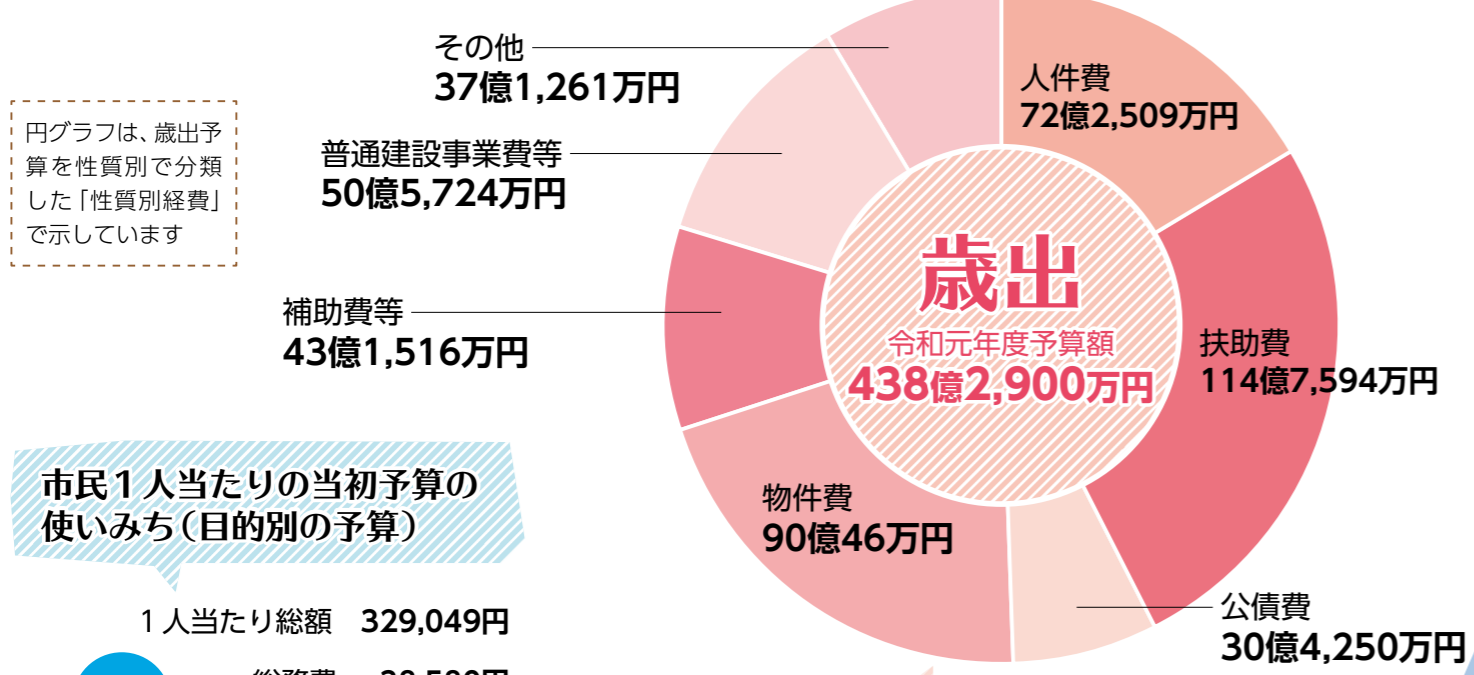 円グラフは、歳出予
算を性質別で分類
した「性質別経費」
で示しています
その他
37億1,261万円
普通建設事業費等
50億5,724万円
補助費等
43億1,516万円
人件費
72億2,509万円
歳出
令和元年度予算額
438億2,900万円
扶助費
114億7,594万円
物件費
90億46万円
公債費
30億4,250万円
市民1人当たりの当初予算の
使いみち(目的別の予算)
1人当たり総額 329,049円